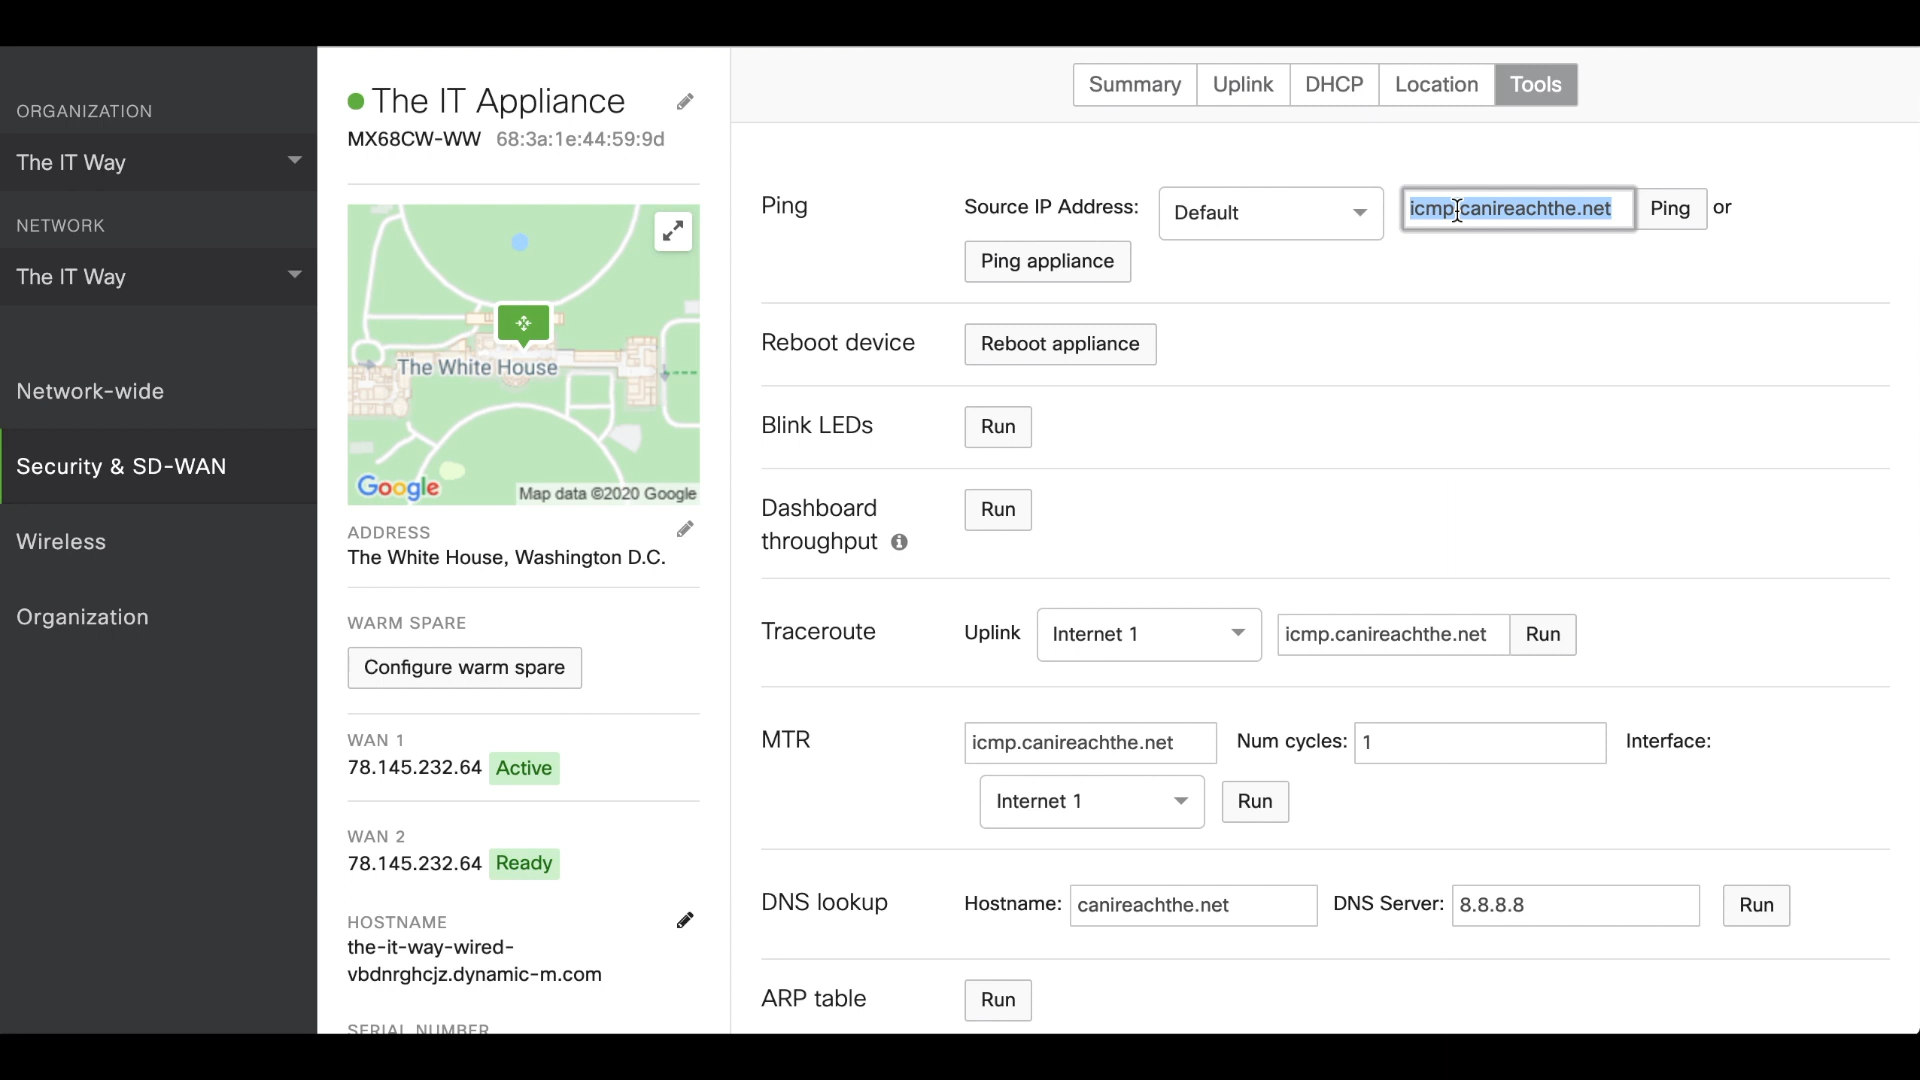 ORGANIZATION
The IT Way
NETWORK
The IT Way
Network-wide
Security & SD-WAN
Wireless
Organization
The IT Appliance
MX68CW-WW 68:3a:1e:44:59:9d
The White House
Google
Map data ©2020 Google
ADDRESS
The White House, Washington D.C.
WARM SPARE
Configure warm spare
WAN 1
78.145.232.64 Active
WAN 2
78.145.232.64 Ready
HOSTNAME
the-it-way-wired-
vbdnrghcjz.dynamic-m.com
SERIAL NUMBER
Summary Uplink DHCP Location Tools
Ping Source IP Address: Default icmp.canireachthe.net Ping or
Ping appliance
Reboot device Reboot appliance
Blink LEDs Run
Dashboard Run
throughput
Traceroute Uplink Internet 1 icmp.canireachthe.net Run
MTR icmp.canireachthe.net Num cycles: 1 Interface:
Internet 1 Run
DNS lookup Hostname: canireachthe.net DNS Server: 8.8.8.8 Run
ARP table Run